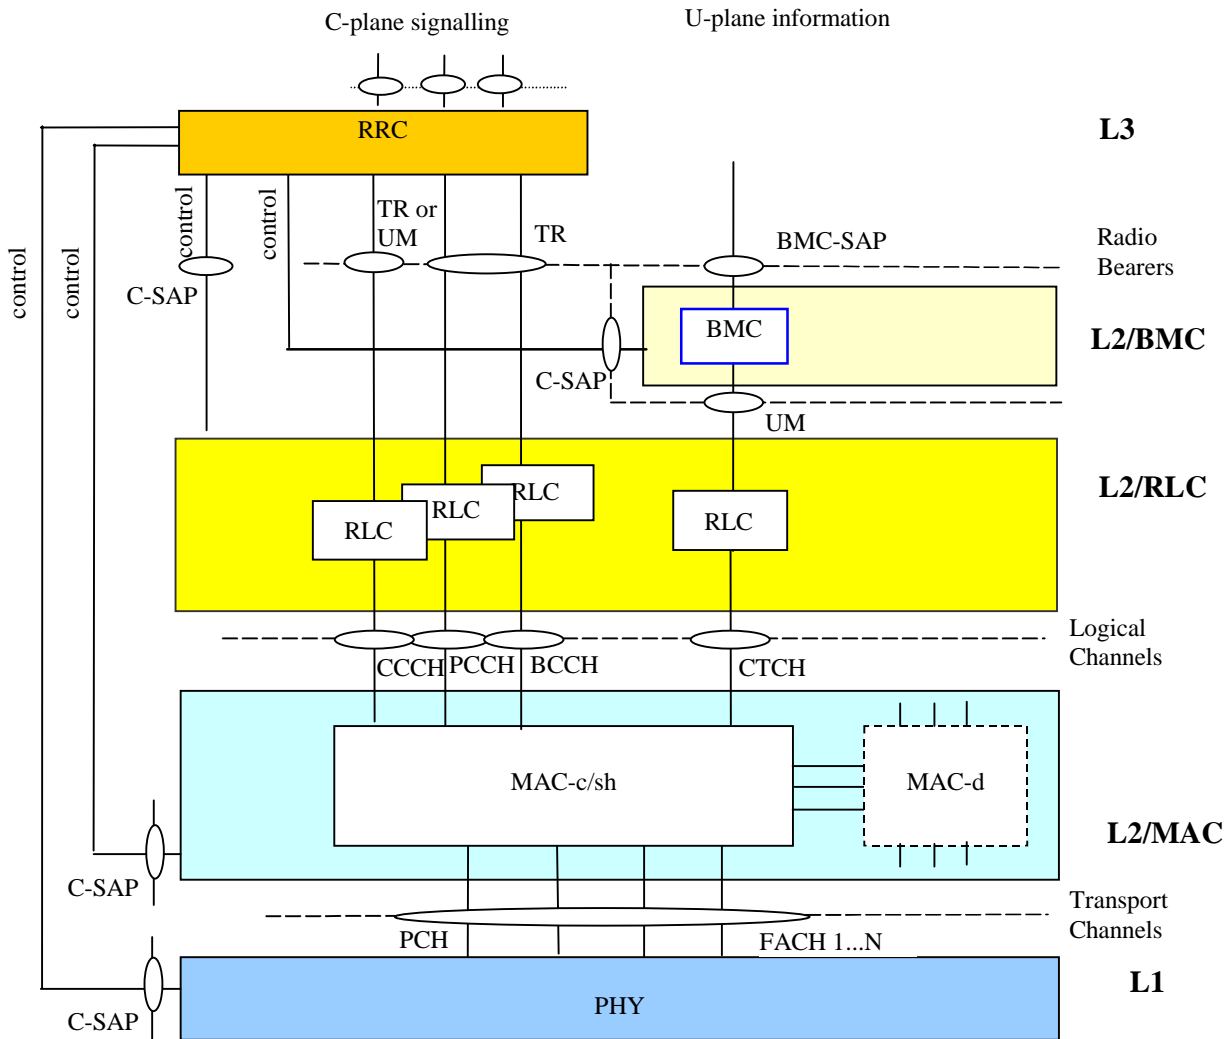 C-plane signalling
U-plane information
RRC
L3
control
control
control
control
TR or
UM
TR
BMC-SAP
Radio
Bearers
C-SAP
BMC
L2/BMC
C-SAP
UM
L2/RLC
RLC
RLC
RLC
RLC
Logical
Channels
CCCH
PCCH
BCCH
CTCH
MAC-c/sh
MAC-d
L2/MAC
C-SAP
Transport
Channels
PCH
FACH 1...N
L1
PHY
C-SAP